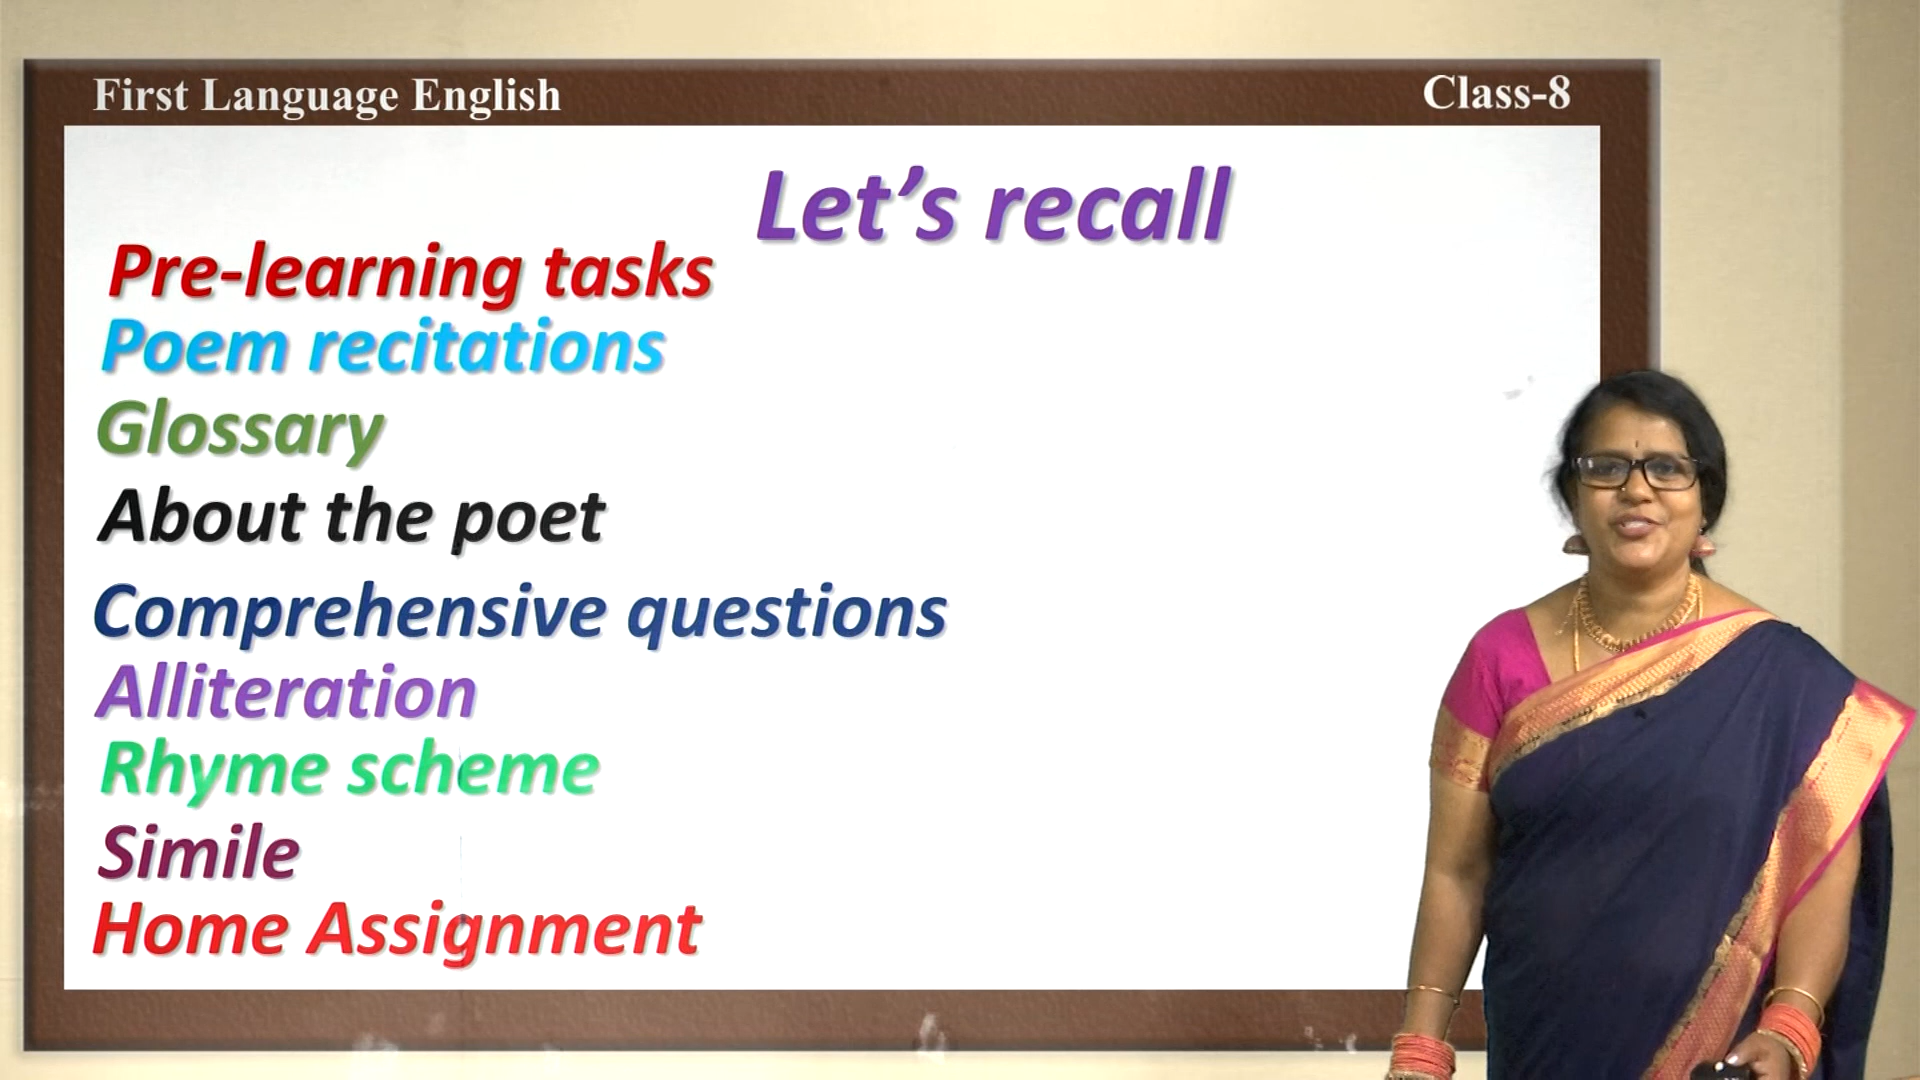 First Language English
Class-8
Let's recall
Pre-learning tasks
Poem recitations
Glossary
About the poet
Comprehensive questions
Alliteration
Rhyme scheme
Simile
Home Assignment